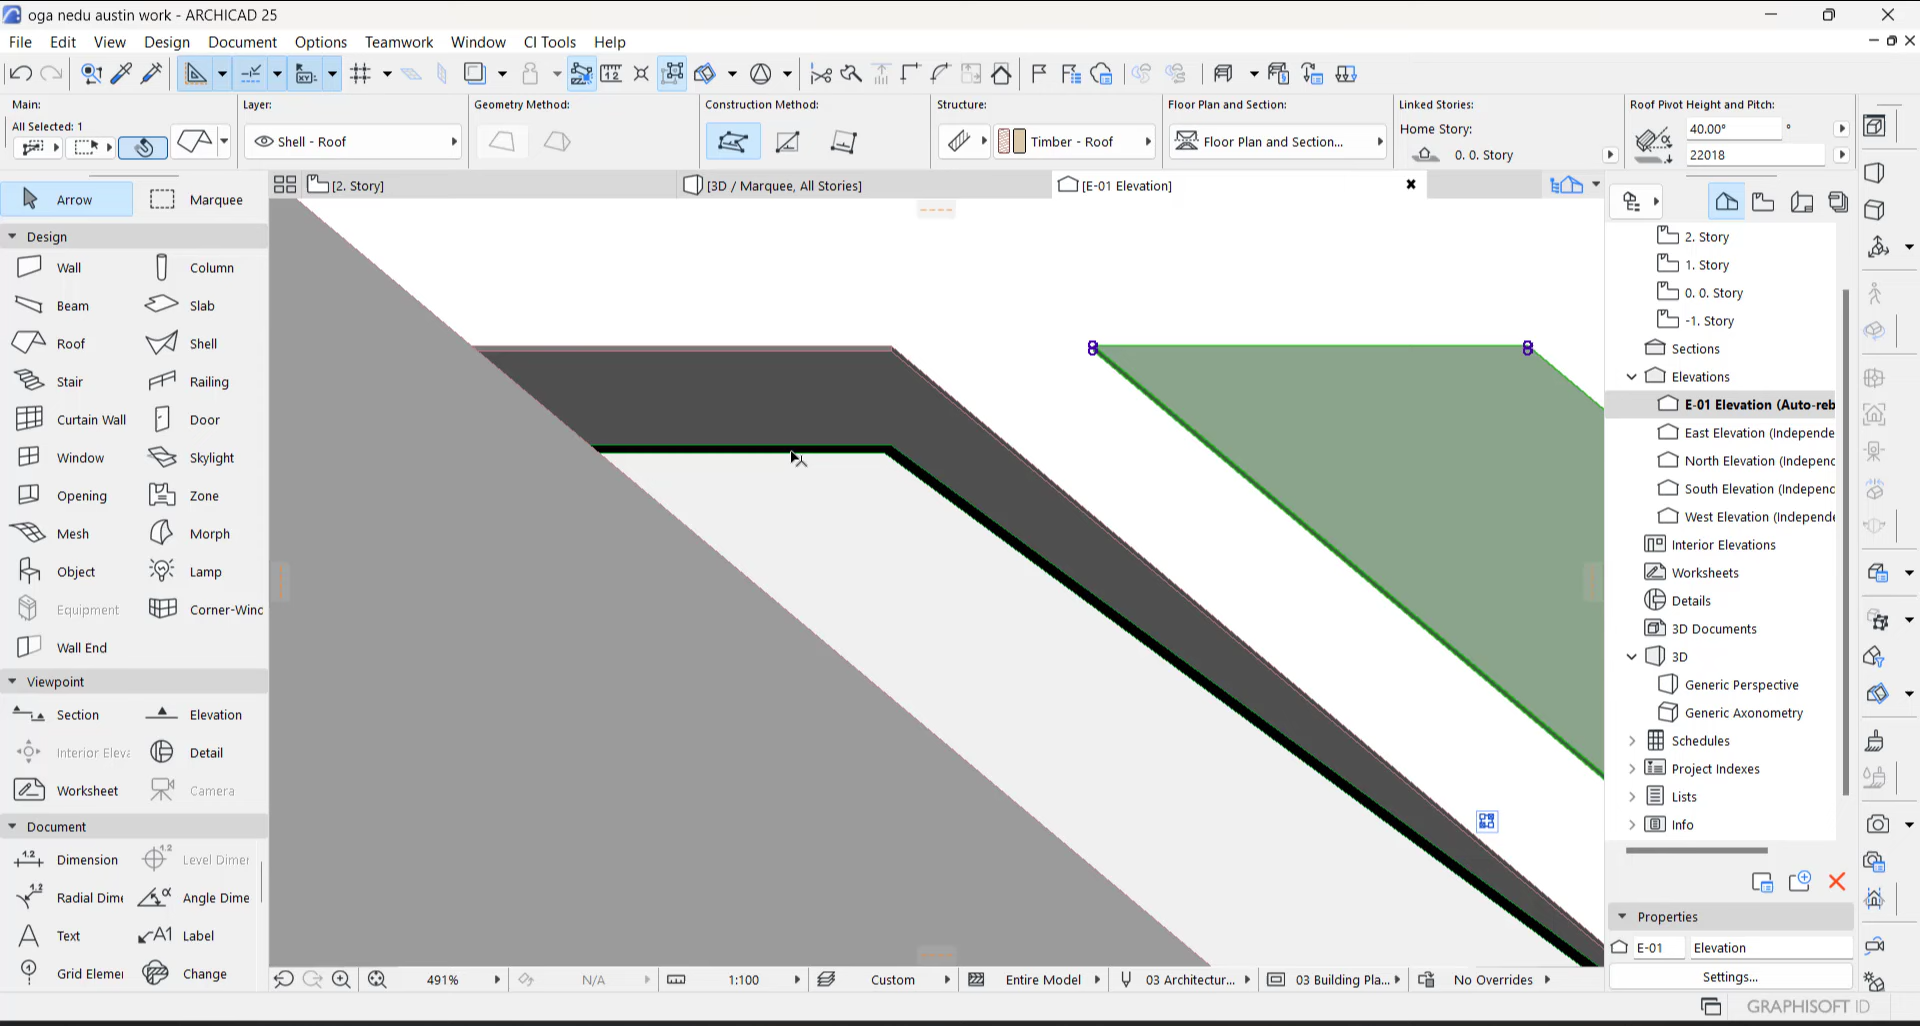 oga nedu austin work - ARCHICAD 25
File Edit View Design Document Options Teamwork Window CI Tools Help
Main: Layer: Geometry Method: Construction Method: Structure: Floor Plan and Section: Linked Stories: Roof Pivot Height and Pitch:
All Selected: 1 Home Story: 40.00° °
Shell - Roof Timber - Roof Floor Plan and Section... 0. 0. Story 22018
[2. Story] [3D / Marquee, All Stories] [E-01 Elevation]
Arrow Marquee
Design
Wall Column
Beam Slab
Roof Shell
Stair Railing
Curtain Wall Door
Window Skylight
Opening Zone
Mesh Morph
Object Lamp
Equipment Corner-Winc
Wall End
Viewpoint
Section Elevation
Interior Eleva Detail
Worksheet Camera
Document
Dimension Level Dimer
Radial Dime Angle Dime
Text Label
Grid Eleme Change
2. Story
1. Story
0. 0. Story
-1. Story
Sections
Elevations
E-01 Elevation (Auto-reb
East Elevation (Independe
North Elevation (Independ
South Elevation (Independ
West Elevation (Independe
Interior Elevations
Worksheets
Details
3D Documents
3D
Generic Perspective
Generic Axonometry
Schedules
Project Indexes
Lists
Info
Properties
E-01 Elevation
Settings...
491% N/A 1:100 Custom Entire Model 03 Architectur... 03 Building Pla... No Overrides
GRAPHISOFT ID